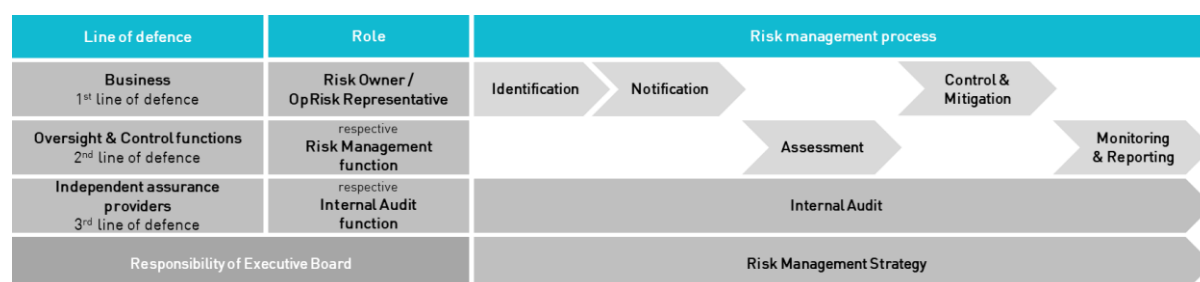 Line of defence
Role
Risk management process
Business
1st line of defence
Risk Owner /
OpRisk Representative
Identification
Notification
Control &
Mitigation
Oversight & Control functions
2nd line of defence
respective
Risk Management
function
Assessment
Monitoring
& Reporting
Independent assurance
providers
3rd line of defence
respective
Internal Audit
function
Internal Audit
Responsibility of Executive Board
Risk Management Strategy